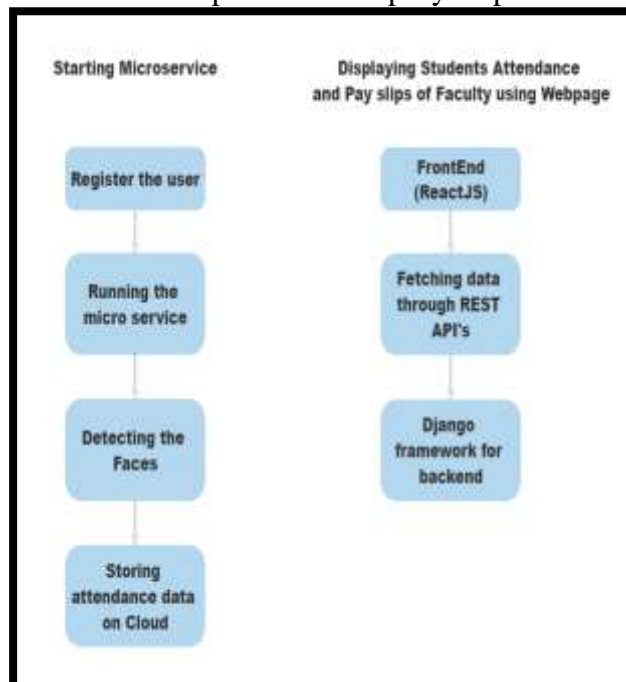 Starting Microservice
Register the user
Running the
micro service
Detecting the
Faces
Storing
attendance data
on Cloud
Displaying Students Attendance
and Pay slips of Faculty using Webpage
FrontEnd
(ReactJS)
Fetching data
through REST
API's
Django
framework for
backend